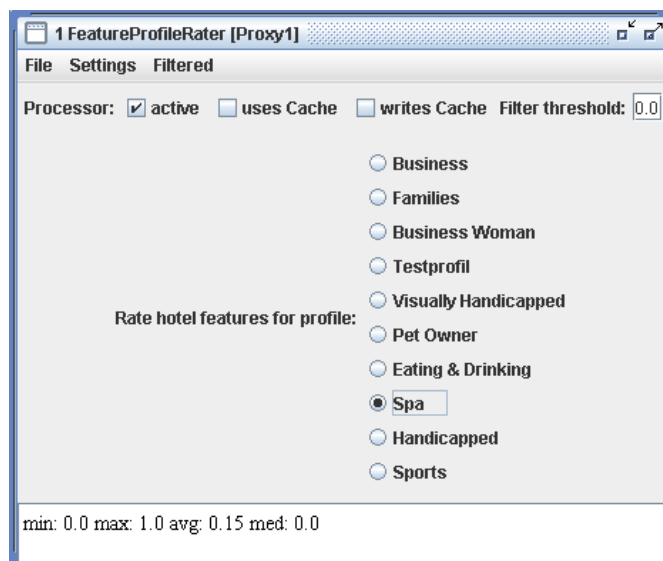 1 FeatureProfileRater [Proxy1]
File Settings Filtered
Processor: active uses Cache writes Cache Filter threshold: 0.0
Business
Families
Business Woman
Testprofil
Visually Handicapped
Rate hotel features for profile:
Pet Owner
Eating & Drinking
Spa
Handicapped
Sports
min: 0.0 max: 1.0 avg: 0.15 med: 0.0